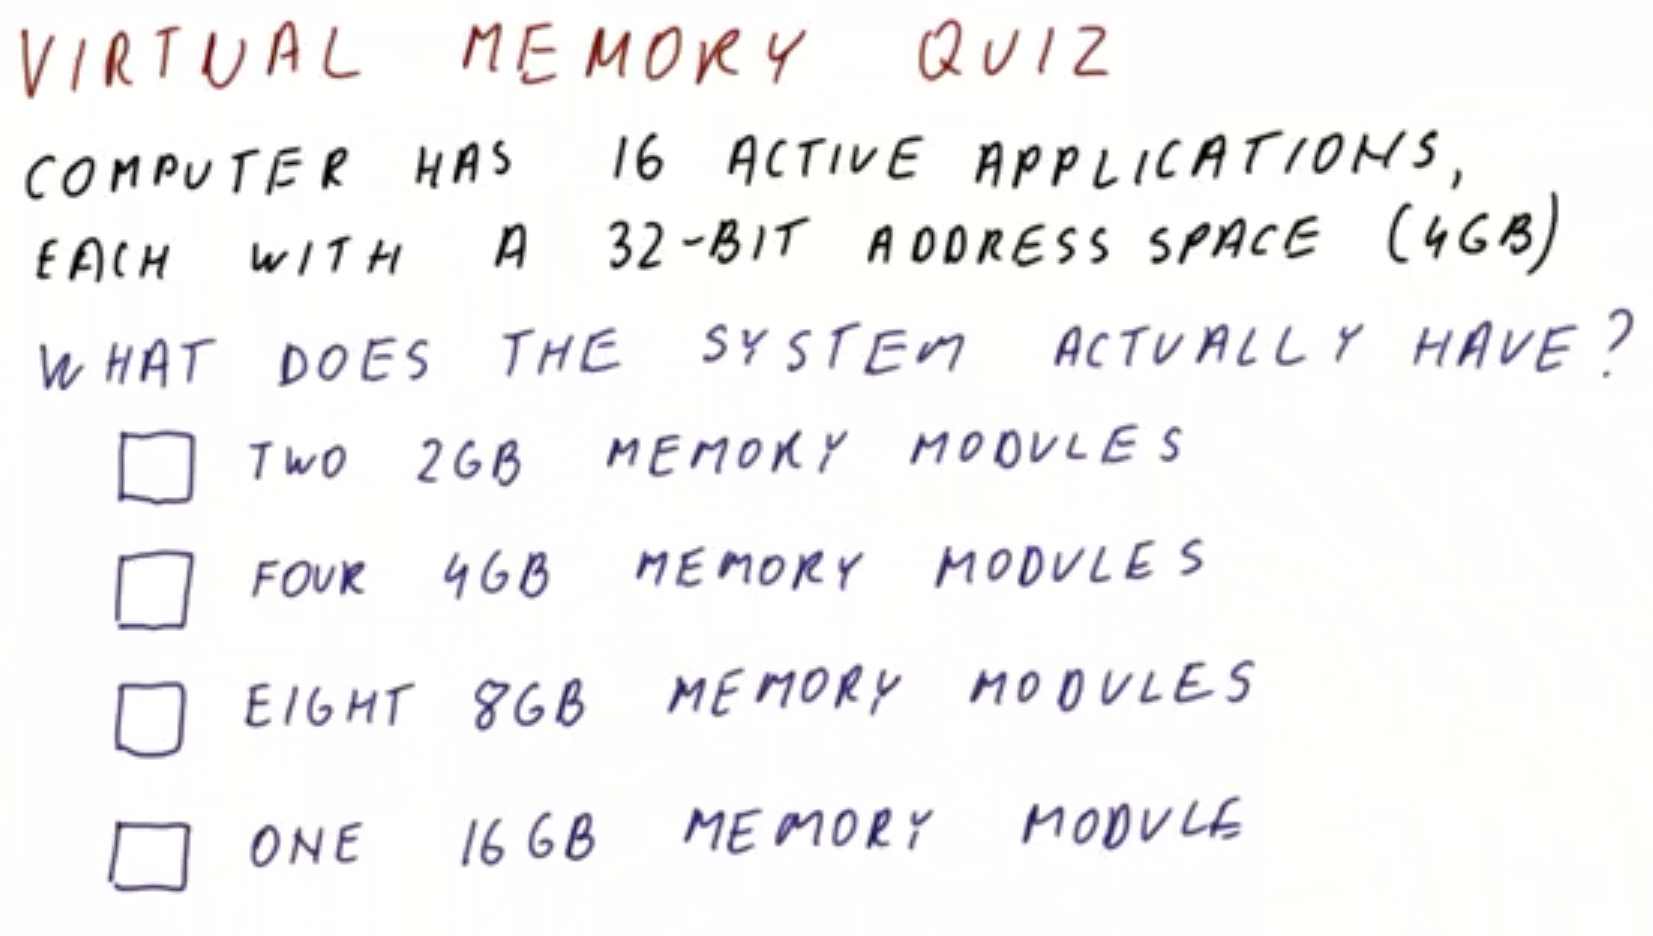 VIRTUAL MEMORY QUIZ
COMPUTER HAS 16 ACTIVE APPLICATIONS,
EACH WITH A 32-BIT ADDRESS SPACE (4GB)
WHAT DOES THE SYSTEM ACTUALLY HAVE?
TWO 2GB MEMORY MODULES
FOUR 4GB MEMORY MODULES
EIGHT 8GB MEMORY MODULES
ONE 16GB MEMORY MODULE